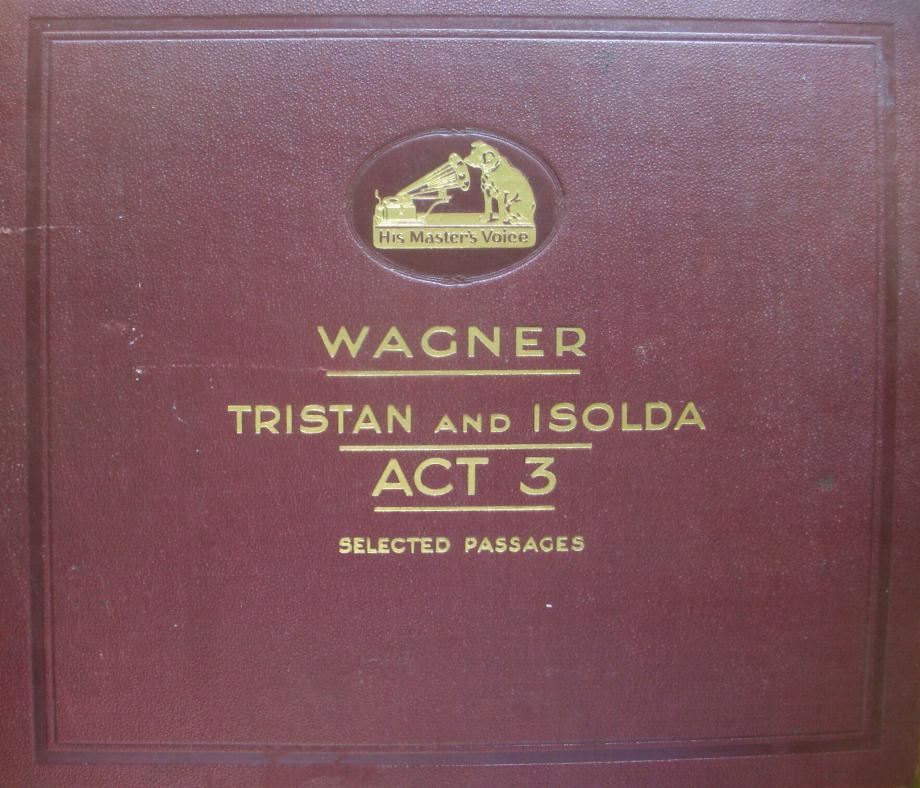 His Master's Voice
WAGNER
TRISTAN AND ISOLDA
ACT 3
SELECTED PASSAGES